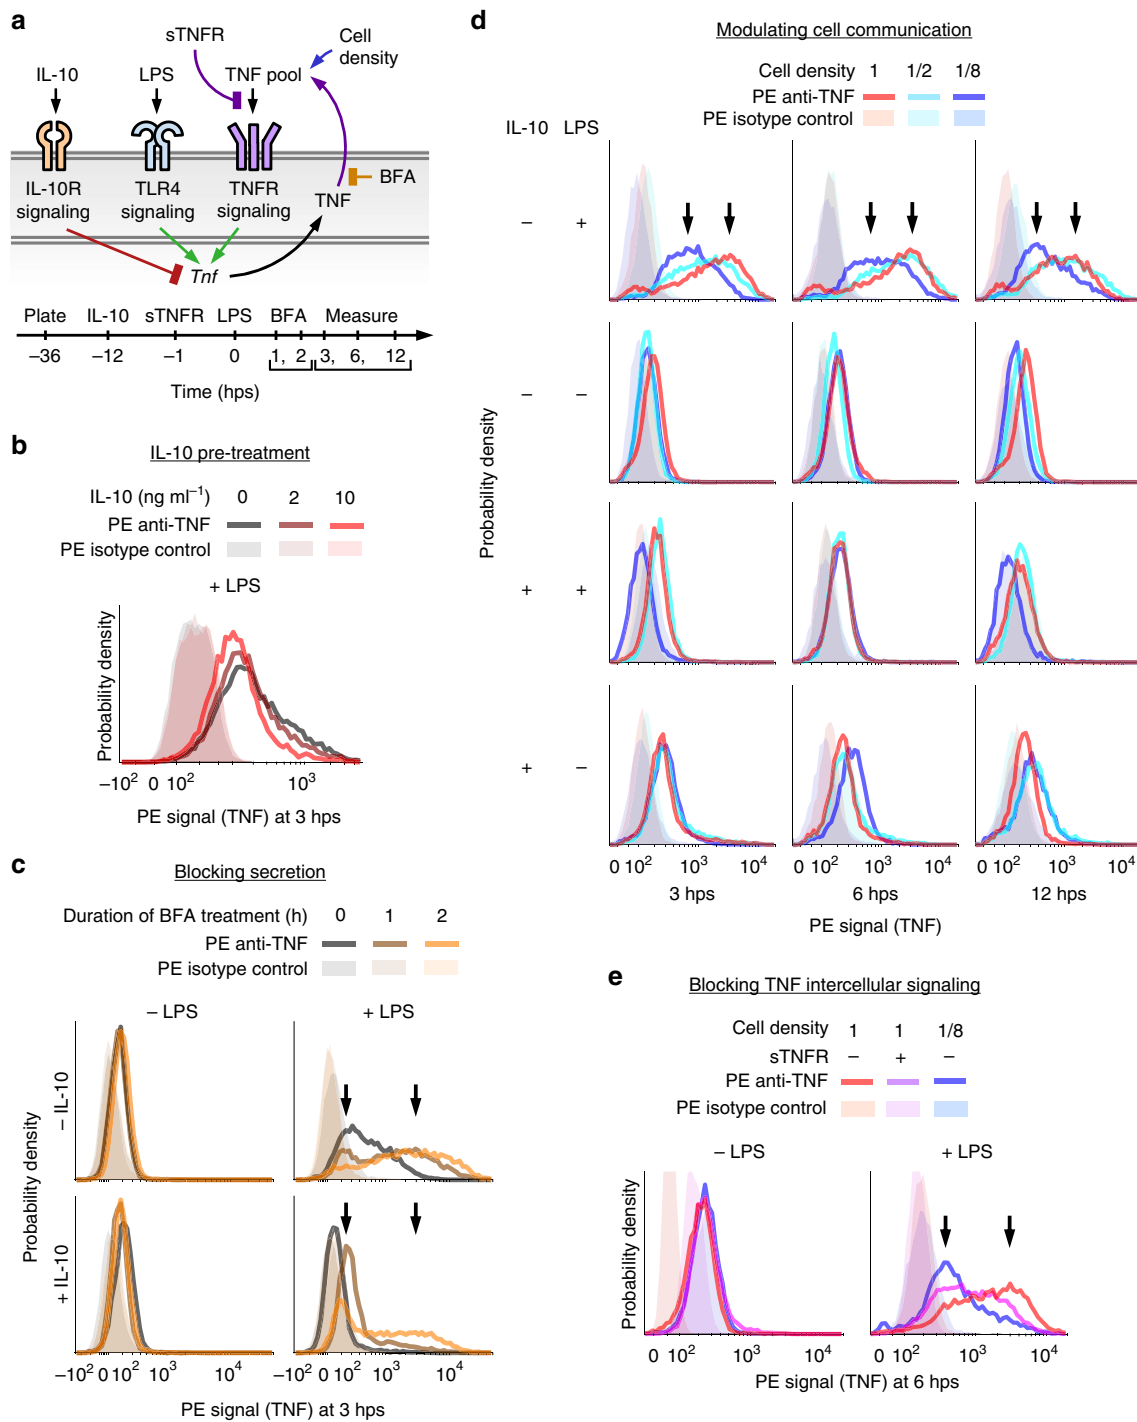 a
sTNFR
Cell
density
IL-10
LPS
TNF pool
IL-10R
signaling
TLR4
signaling
TNFR
signaling
TNF
BFA
Tnf
Plate IL-10 sTNFR LPS BFA Measure
−36 −12 −1 0 1, 2 3, 6, 12
Time (hps)
b
IL-10 pre-treatment
IL-10 (ng ml−1) 0 2 10
PE anti-TNF
PE isotype control
+ LPS
Probability density
−10² 0 10² 10³
PE signal (TNF) at 3 hps
c
Blocking secretion
Duration of BFA treatment (h) 0 1 2
PE anti-TNF
PE isotype control
− LPS + LPS
− IL-10
+ IL-10
Probability density
−10² 0 10² 10³ 10⁴ −10² 0 10² 10³ 10⁴
PE signal (TNF) at 3 hps
d
Modulating cell communication
Cell density 1 1/2 1/8
PE anti-TNF
PE isotype control
IL-10 LPS
− +
− −
+ +
+ −
Probability density
0 10² 10³ 10⁴ 0 10² 10³ 10⁴ 0 10² 10³ 10⁴
3 hps 6 hps 12 hps
PE signal (TNF)
e
Blocking TNF intercellular signaling
Cell density 1 1 1/8
sTNFR − + −
PE anti-TNF
PE isotype control
− LPS + LPS
Probability density
0 10² 10³ 10⁴ 0 10² 10³ 10⁴
PE signal (TNF) at 6 hps